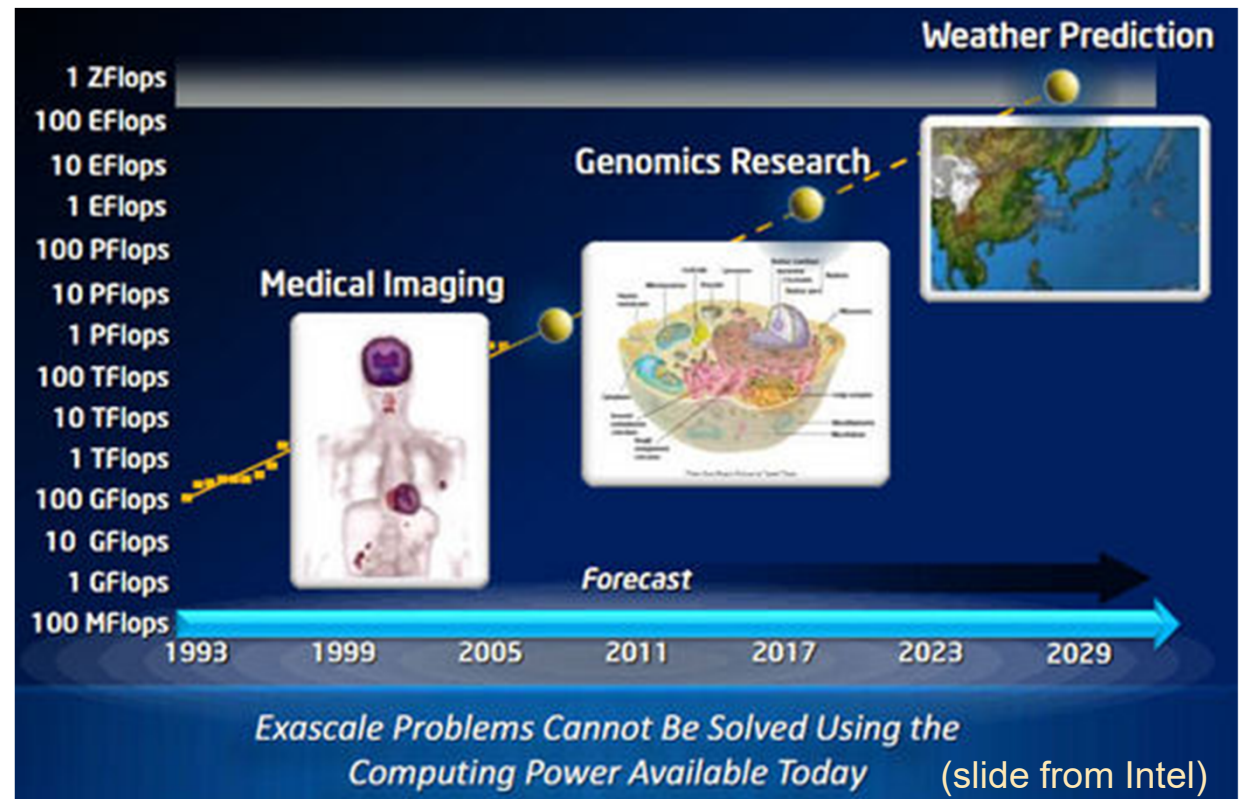 Weather Prediction
1 ZFlops
100 EFlops
10 EFlops
1 EFlops
100 PFlops
10 PFlops
1 PFlops
100 TFlops
10 TFlops
1 TFlops
100 GFlops
10 GFlops
1 GFlops
100 MFlops
Genomics Research
Medical Imaging
Forecast
1993 1999 2005 2011 2017 2023 2029
Exascale Problems Cannot Be Solved Using the
Computing Power Available Today
(slide from Intel)